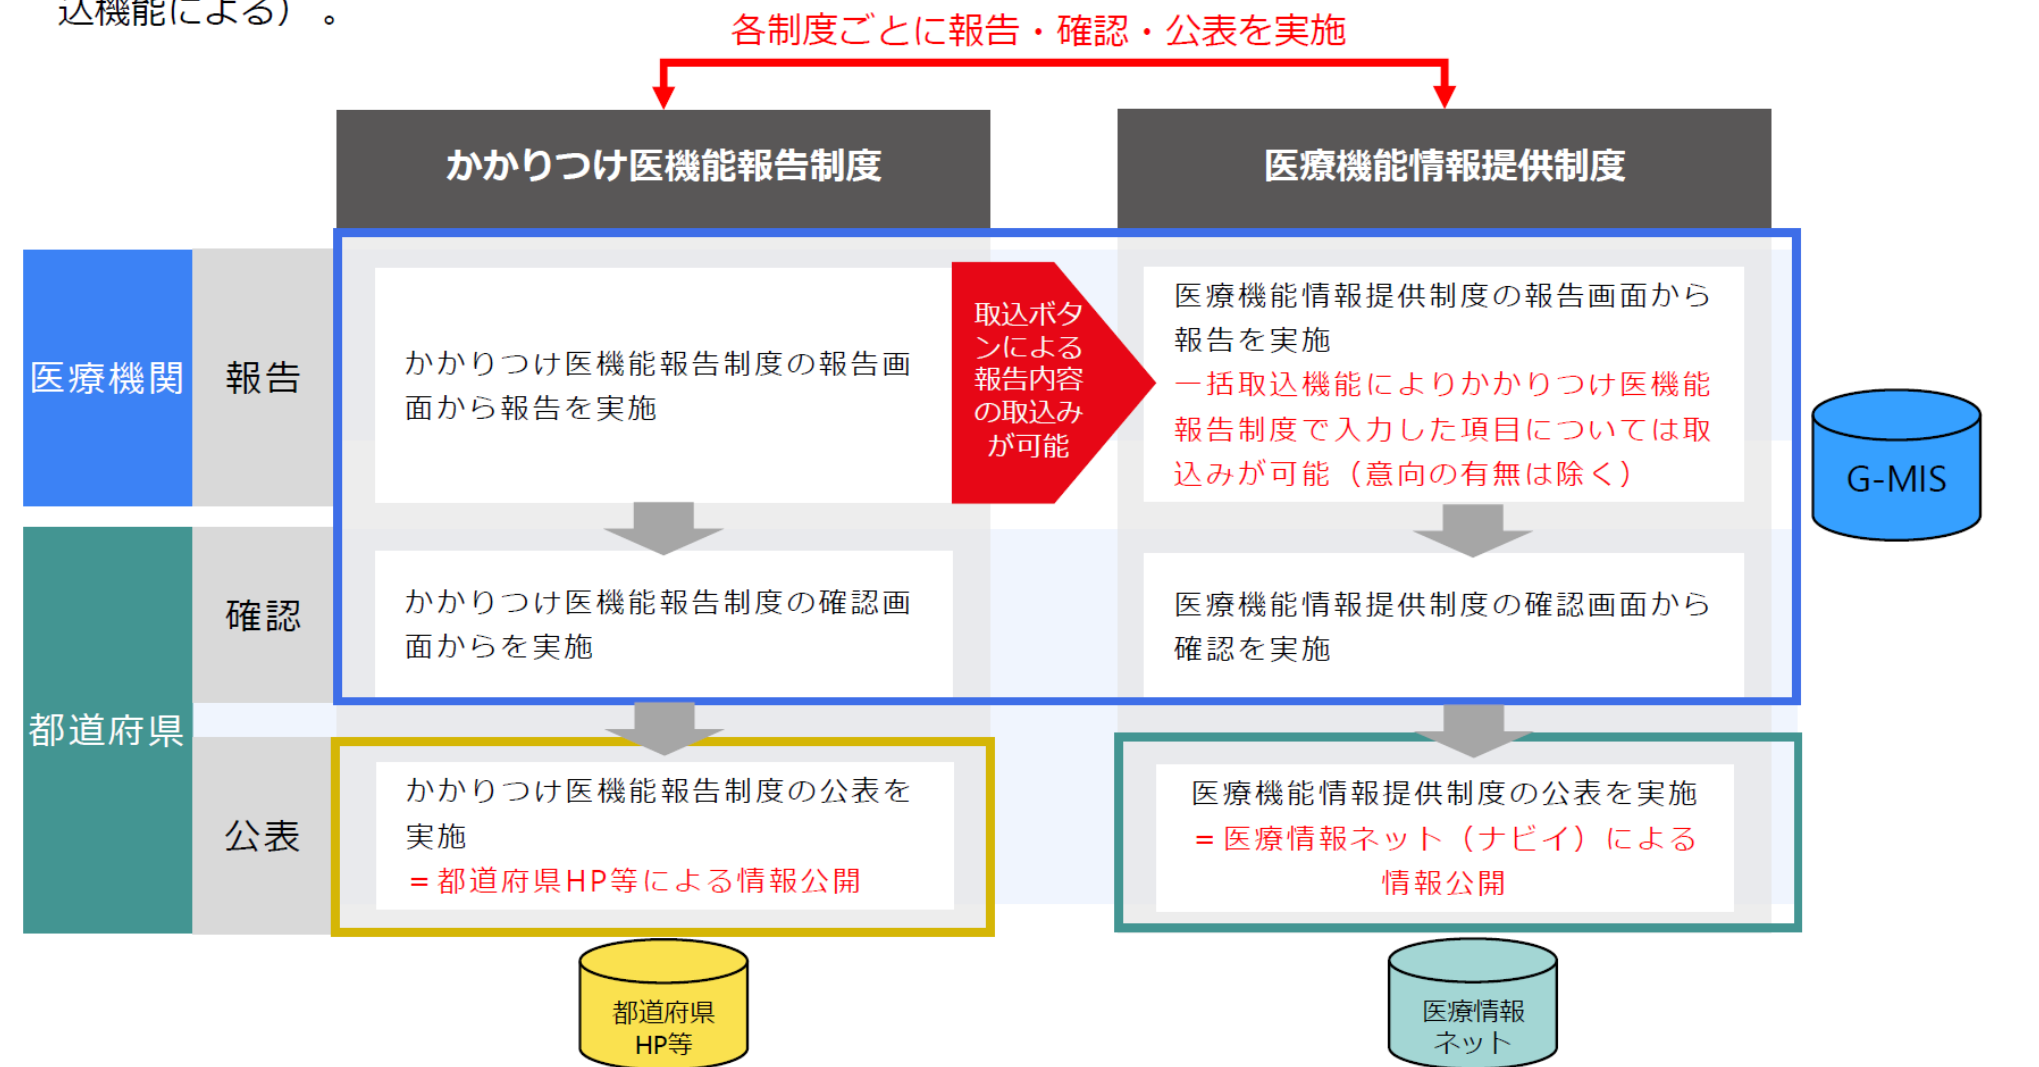 込機能による） 。
各制度ごとに報告・確認・公表を実施
かかりつけ医機能報告制度
医療機能情報提供制度
医療機関
報告
かかりつけ医機能報告制度の報告画
面から報告を実施
取込ボタ
ンによる
報告内容
の取込み
が可能
医療機能情報提供制度の報告画面から
報告を実施
一括取込機能によりかかりつけ医機能
報告制度で入力した項目については取
込みが可能（意向の有無は除く）
G-MIS
都道府県
確認
かかりつけ医機能報告制度の確認画
面からを実施
医療機能情報提供制度の確認画面から
確認を実施
公表
かかりつけ医機能報告制度の公表を
実施
＝都道府県HP等による情報公開
医療機能情報提供制度の公表を実施
＝医療情報ネット（ナビイ）による
情報公開
都道府県
HP等
医療情報
ネット